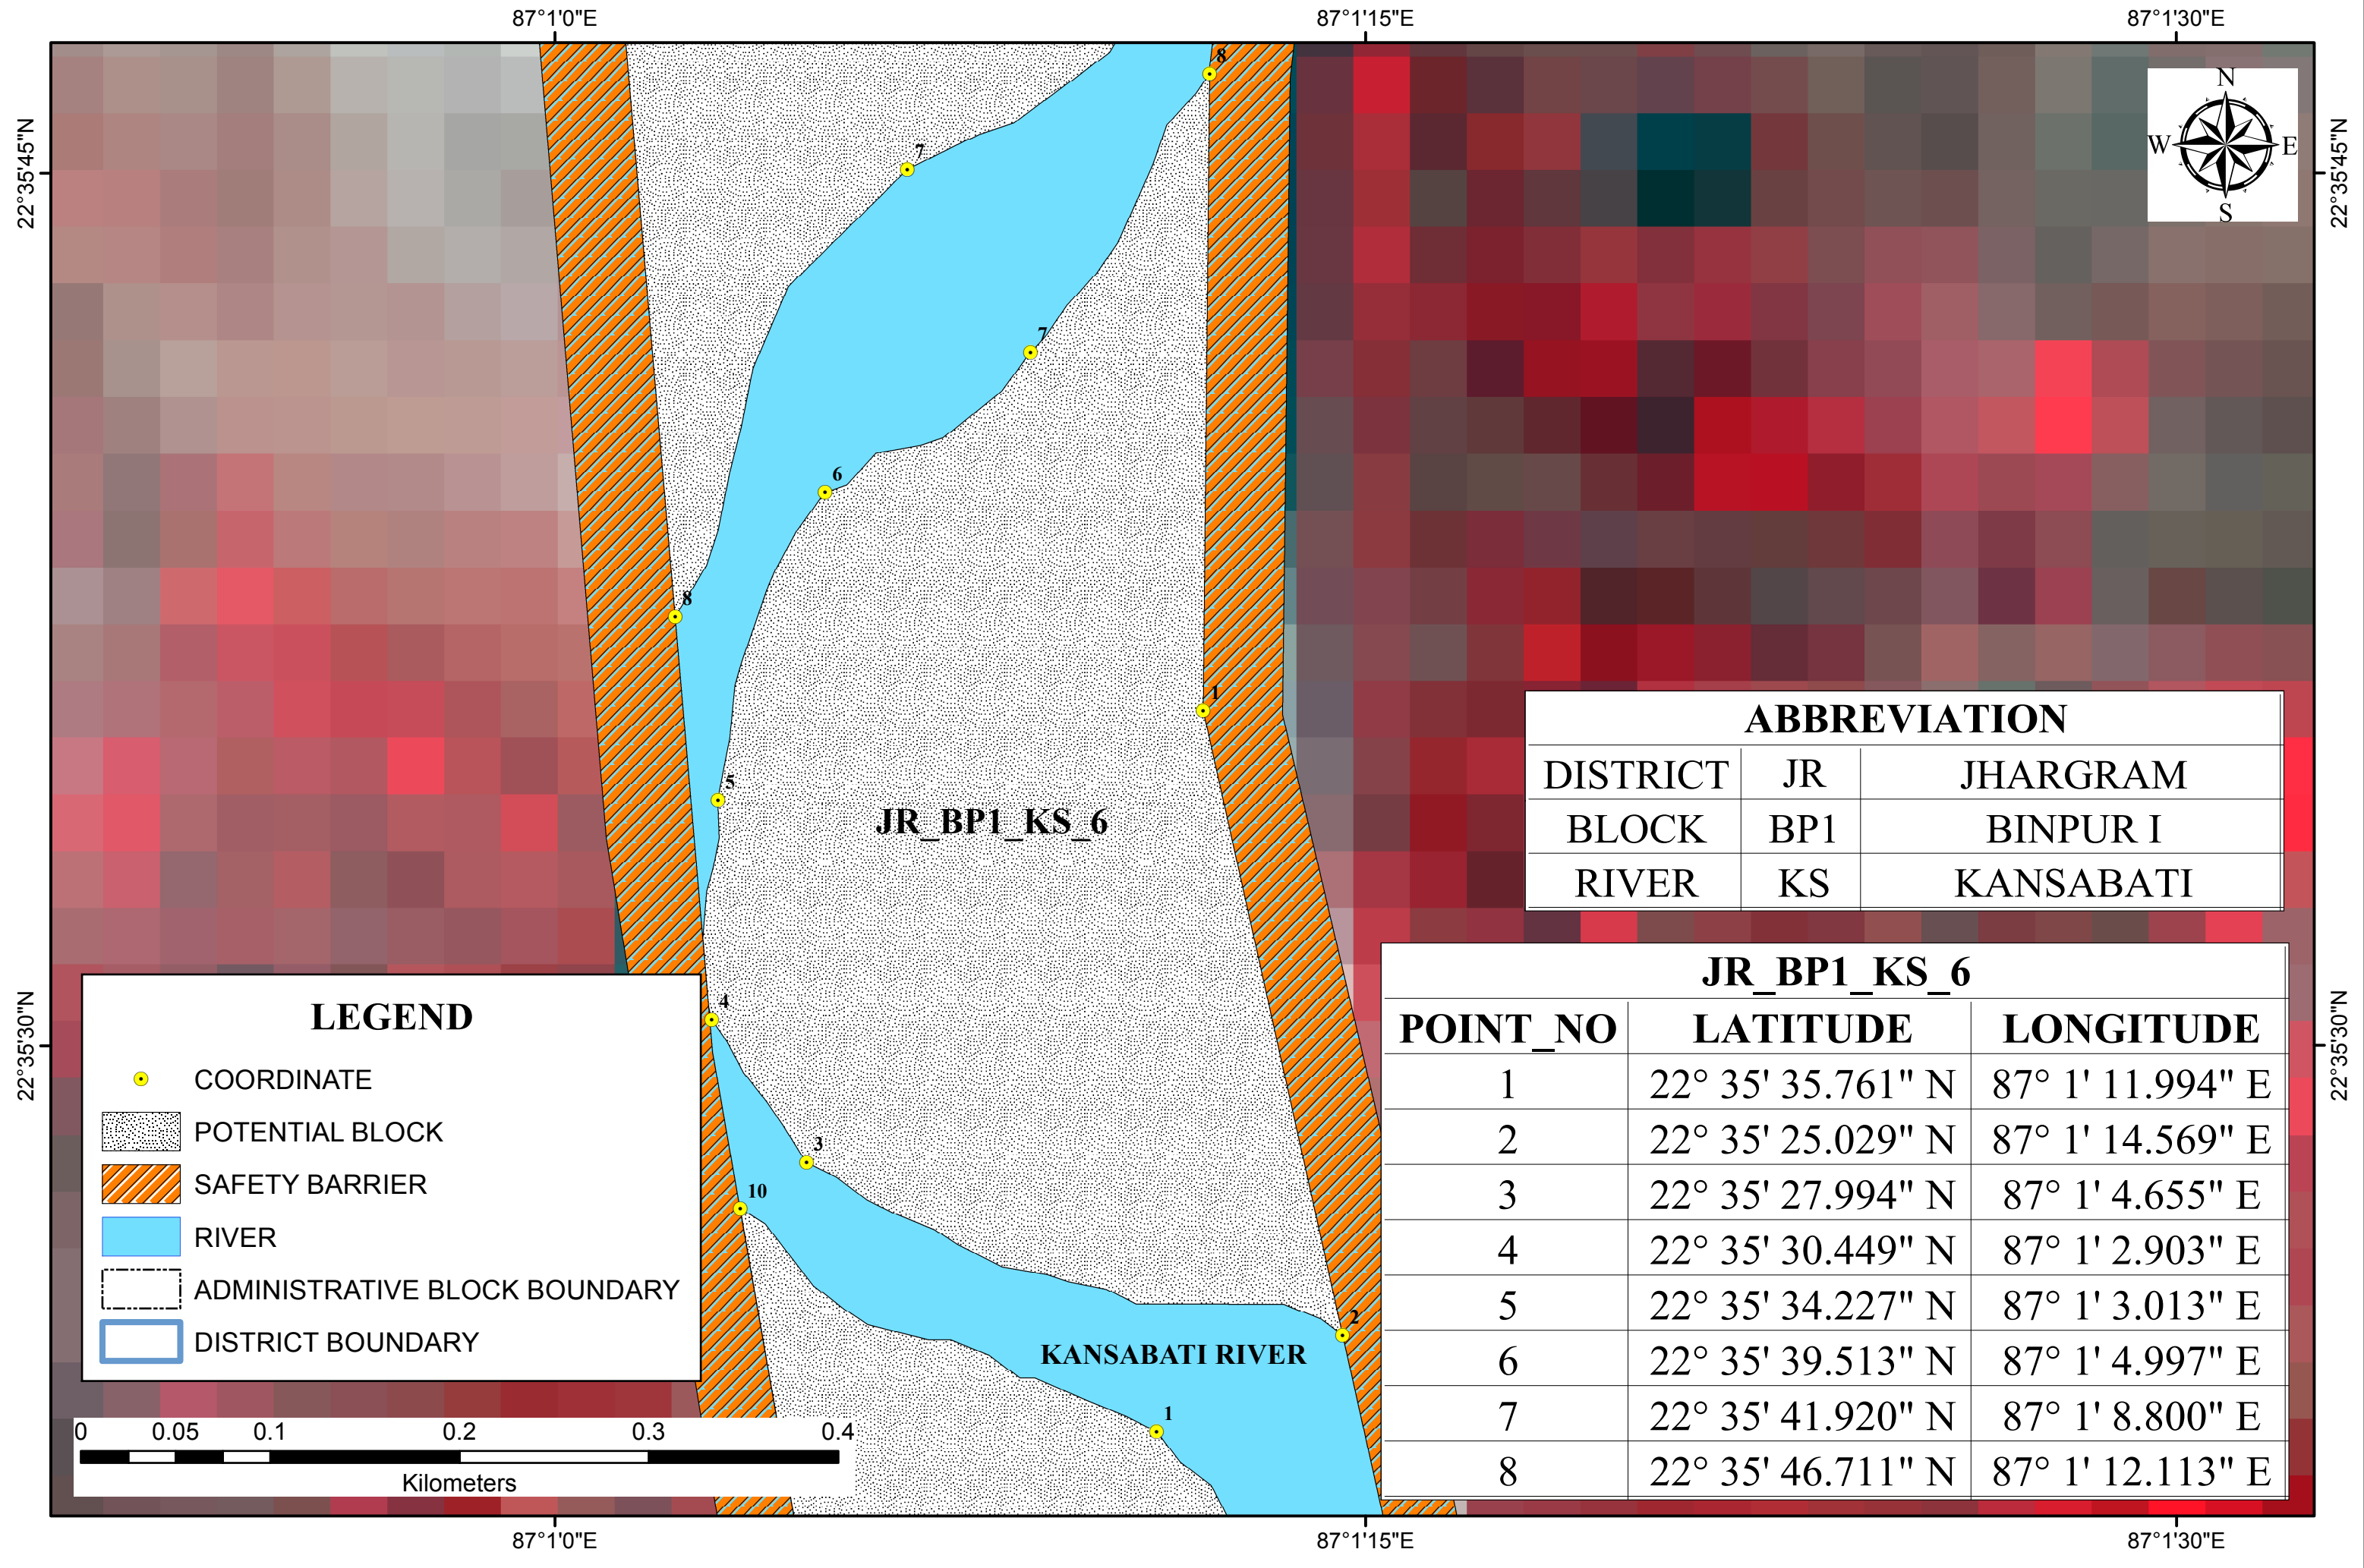 87°1'0"E
87°1'15"E
87°1'30"E
22°35'45"N
22°35'45"N
N
W
E
S
8
7
7
6
8
1
5
JR_BP1_KS_6
ABBREVIATION
DISTRICT JR JHARGRAM
BLOCK BP1 BINPUR I
RIVER KS KANSABATI
22°35'30"N
22°35'30"N
4
3
10
2
KANSABATI RIVER
1
LEGEND
COORDINATE
POTENTIAL BLOCK
SAFETY BARRIER
RIVER
ADMINISTRATIVE BLOCK BOUNDARY
DISTRICT BOUNDARY
JR_BP1_KS_6
POINT_NO LATITUDE LONGITUDE
1 22° 35' 35.761" N 87° 1' 11.994" E
2 22° 35' 25.029" N 87° 1' 14.569" E
3 22° 35' 27.994" N 87° 1' 4.655" E
4 22° 35' 30.449" N 87° 1' 2.903" E
5 22° 35' 34.227" N 87° 1' 3.013" E
6 22° 35' 39.513" N 87° 1' 4.997" E
7 22° 35' 41.920" N 87° 1' 8.800" E
8 22° 35' 46.711" N 87° 1' 12.113" E
0 0.05 0.1 0.2 0.3 0.4
Kilometers
87°1'0"E
87°1'15"E
87°1'30"E